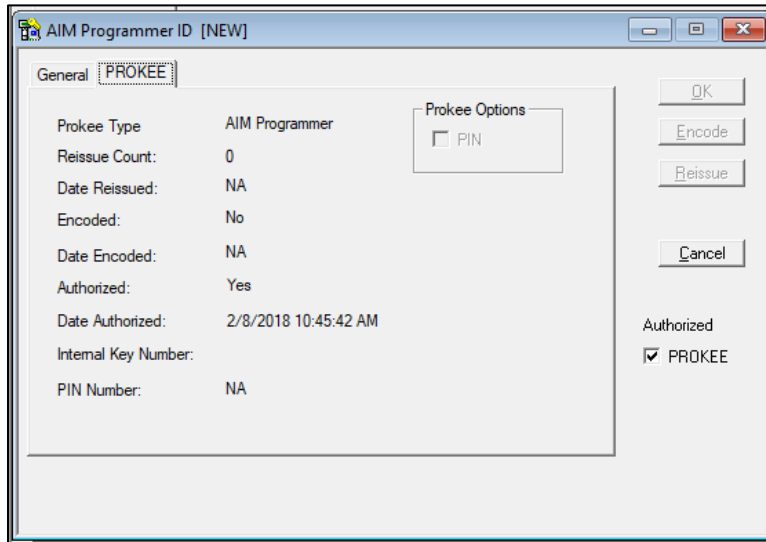 AIM Programmer ID [NEW]
General PROKEE
Prokee Type AIM Programmer
Reissue Count: 0
Date Reissued: NA
Encoded: No
Date Encoded: NA
Authorized: Yes
Date Authorized: 2/8/2018 10:45:42 AM
Internal Key Number:
PIN Number: NA
Prokee Options
PIN
OK
Encode
Reissue
Cancel
Authorized
PROKEE